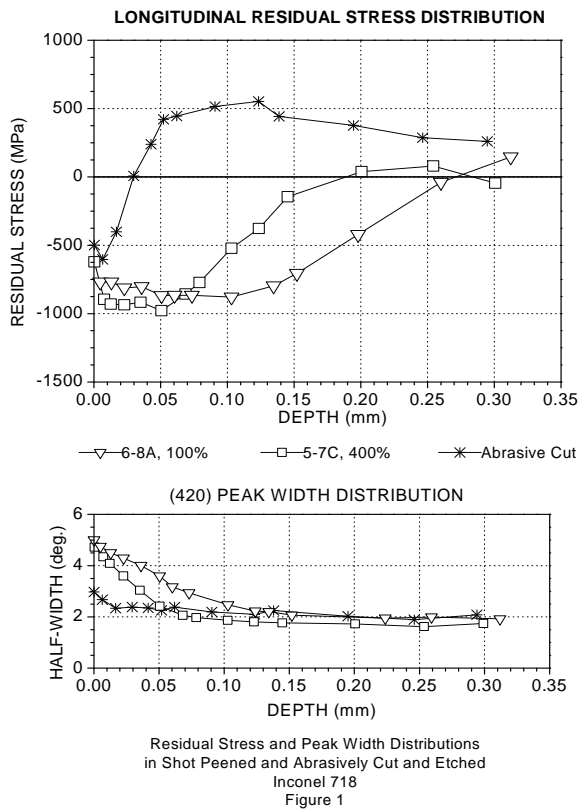 LONGITUDINAL RESIDUAL STRESS DISTRIBUTION
1000
500
0
-500
-1000
-1500
RESIDUAL STRESS (MPa)
0.00 0.05 0.10 0.15 0.20 0.25 0.30 0.35
DEPTH (mm)
6-8A, 100% 5-7C, 400% Abrasive Cut
(420) PEAK WIDTH DISTRIBUTION
6
4
2
0
HALF-WIDTH (deg.)
0.00 0.05 0.10 0.15 0.20 0.25 0.30 0.35
DEPTH (mm)
Residual Stress and Peak Width Distributions
in Shot Peened and Abrasively Cut and Etched
Inconel 718
Figure 1